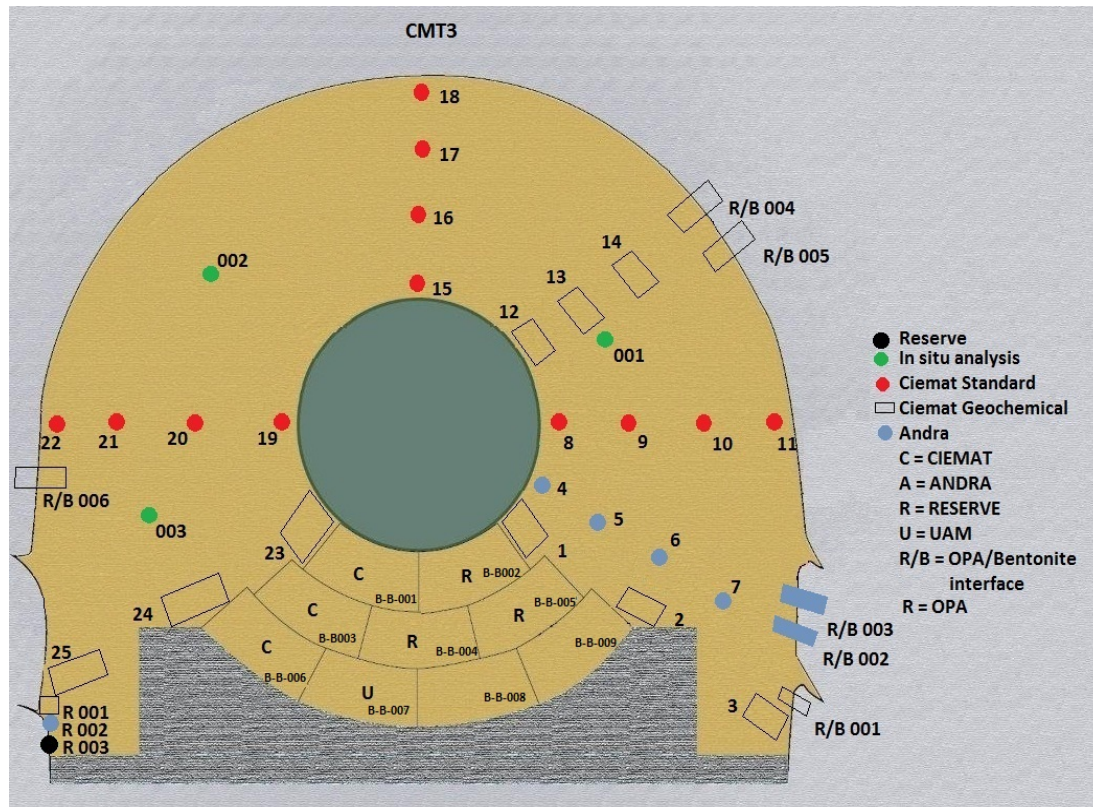 CMT3
18
17
16
15
002
R/B 004
R/B 005
14
13
12
001
Reserve
In situ analysis
Ciemat Standard
Ciemat Geochemical
Andra
C = CIEMAT
A = ANDRA
R = RESERVE
U = UAM
R/B = OPA/Bentonite
interface
R = OPA
22
21
20
19
8
9
10
11
R/B 006
003
4
5
6
7
23
1
C
R
B-B002
B-B-001
24
C
R
B-B-005
B-B003
R
B-B-004
2
B-B-009
C
B-B-006
U
B-B-007
B-B-008
R/B 003
R/B 002
25
R 001
R 002
R 003
3
R/B 001